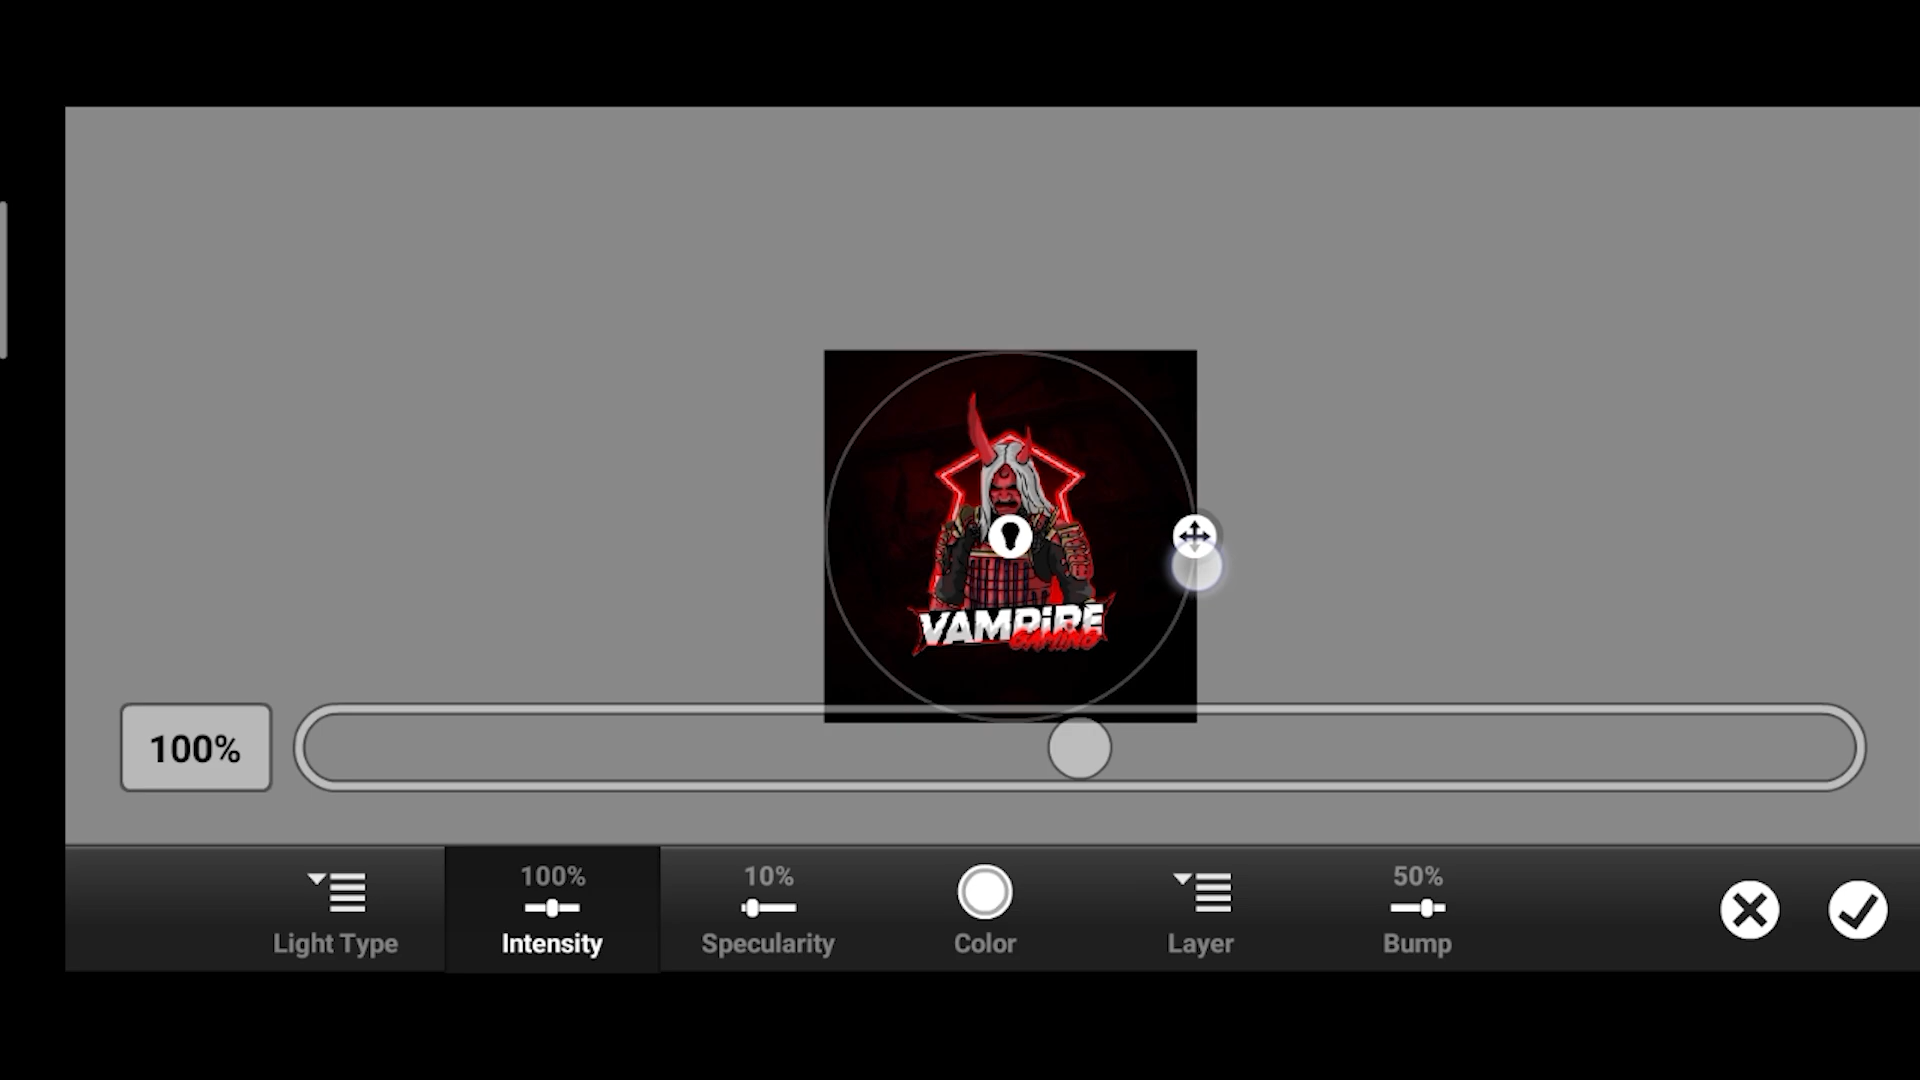 VAMPiRE
GAMING
100%
100%
10%
50%
Light Type
Intensity
Specularity
Color
Layer
Bump